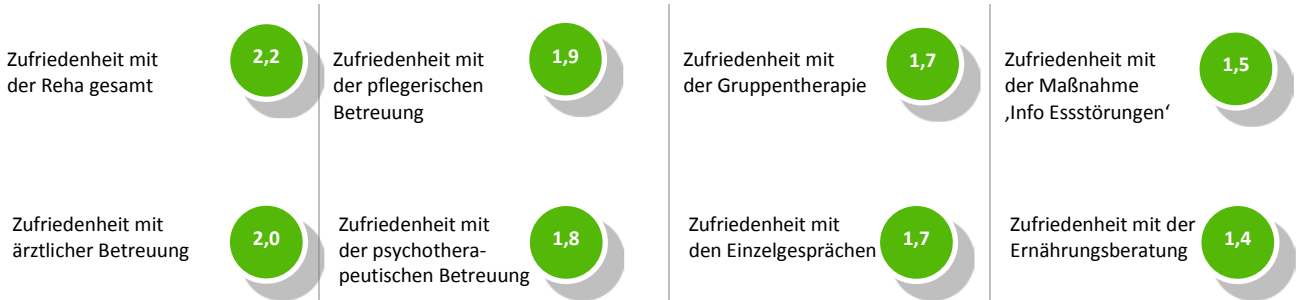 Zufriedenheit mit
der Reha gesamt
2,2
Zufriedenheit mit
der pflegerischen
Betreuung
1,9
Zufriedenheit mit
der Gruppentherapie
1,7
Zufriedenheit mit
der Maßnahme
‚Info Essstörungen‘
1,5
Zufriedenheit mit
ärztlicher Betreuung
2,0
Zufriedenheit mit
der psychothera-
peutischen Betreuung
1,8
Zufriedenheit mit
den Einzelgesprächen
1,7
Zufriedenheit mit der
Ernährungsberatung
1,4